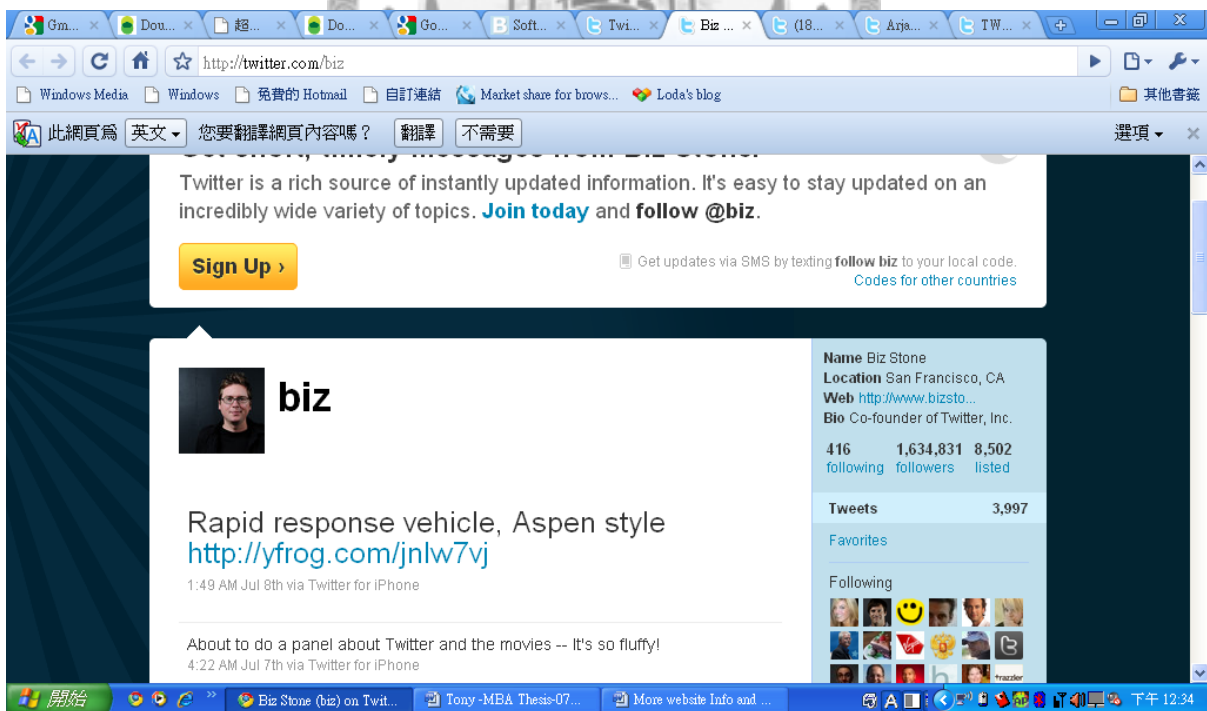 Gm...
Dou...
超...
Do...
Go...
Soft...
Twi...
Biz ...
(18...
Arja...
TW...
http://twitter.com/biz
Windows Media
Windows
免費的 Hotmail
自訂連結
Market share for brows...
Loda's blog
其他書籤
此網頁為 英文 您要翻譯網頁內容嗎？ 翻譯 不需要
選項
Get short, timely messages from Biz Stone.
Twitter is a rich source of instantly updated information. It's easy to stay updated on an
incredibly wide variety of topics. Join today and follow @biz.
Sign Up ›
Get updates via SMS by texting follow biz to your local code.
Codes for other countries
biz
Rapid response vehicle, Aspen style
http://yfrog.com/jnlw7vj
1:49 AM Jul 8th via Twitter for iPhone
About to do a panel about Twitter and the movies -- It's so fluffy!
4:22 AM Jul 7th via Twitter for iPhone
Name Biz Stone
Location San Francisco, CA
Web http://www.bizsto...
Bio Co-founder of Twitter, Inc.
416 1,634,831 8,502
following followers listed
Tweets 3,997
Favorites
Following
trazzler
開始
Biz Stone (biz) on Twit...
Tony -MBA Thesis-07...
More website Info and ...
A
下午 12:34